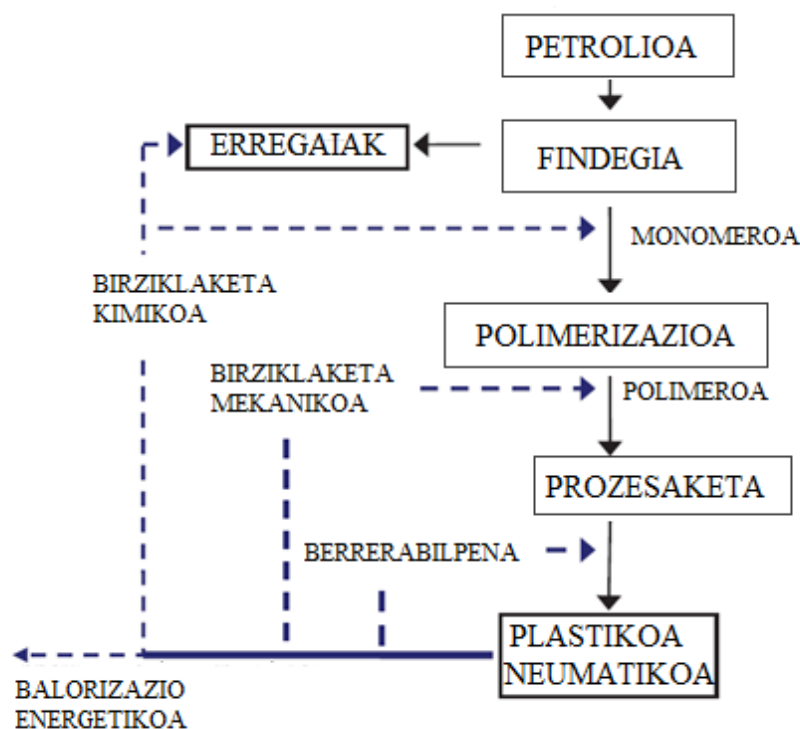 PETROLIOA
ERREGAIAK
FINDEGIA
MONOMEROA
BIRZIKLAKETA
KIMIKOA
POLIMERIZAZIOA
BIRZIKLAKETA
MEKANIKOA
POLIMEROA
PROZESAKETA
BERRERABILPENA
PLASTIKOA
NEUMATIKOA
BALORIZAZIO
ENERGETIKOA